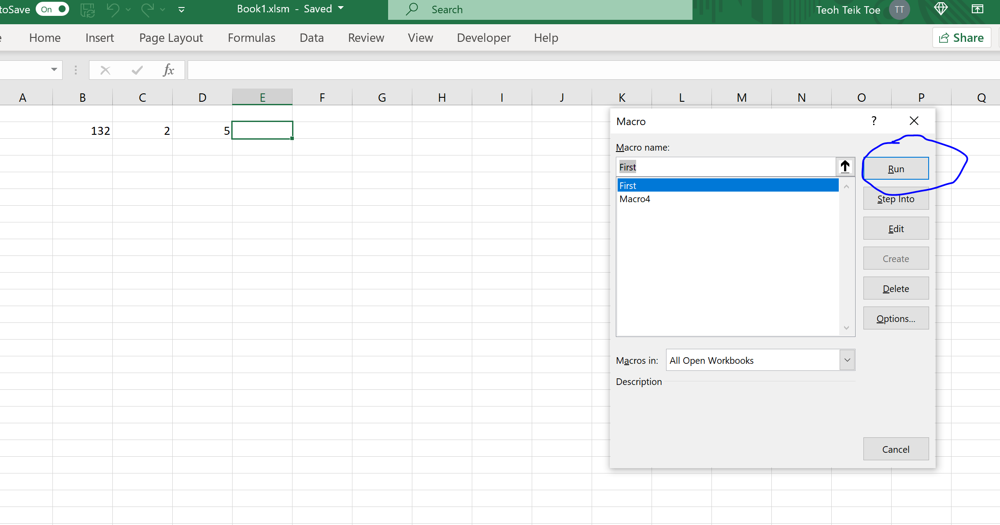 toSave On Book1.xlsm - Saved Search Teoh Teik Toe TT
e Home Insert Page Layout Formulas Data Review View Developer Help Share
fx
A B C D E F G H I J K L M N O P Q
132 2 5
Macro ?
Macro name:
First
Run
First
Macro4
Step Into
Edit
Create
Delete
Options...
Macros in: All Open Workbooks
Description
Cancel